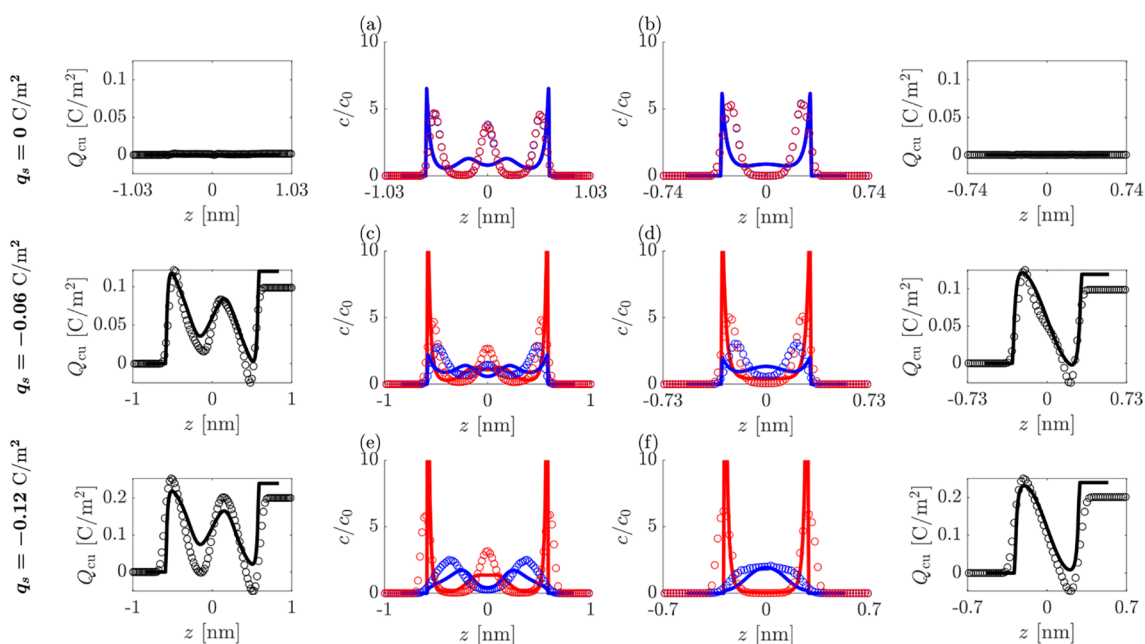 (a) (b)
q_s = 0 C/m²
Q_cu [C/m²] 0.1 0.05 0 -1.03 0 1.03 z [nm]
c/c_0 10 5 0 -1.03 0 1.03 z [nm]
c/c_0 10 5 0 -0.74 0 0.74 z [nm]
Q_cu [C/m²] 0.1 0.05 0 -0.74 0 0.74 z [nm]
(c) (d)
q_s = −0.06 C/m²
Q_cu [C/m²] 0.1 0.05 0 -1 0 1 z [nm]
c/c_0 10 5 0 -1 0 1 z [nm]
c/c_0 10 5 0 -0.73 0 0.73 z [nm]
Q_cu [C/m²] 0.1 0.05 0 -0.73 0 0.73 z [nm]
(e) (f)
q_s = −0.12 C/m²
Q_cu [C/m²] 0.2 0.1 0 -1 0 1 z [nm]
c/c_0 10 5 0 -1 0 1 z [nm]
c/c_0 10 5 0 -0.7 0 0.7 z [nm]
Q_cu [C/m²] 0.2 0.1 0 -0.7 0 0.7 z [nm]